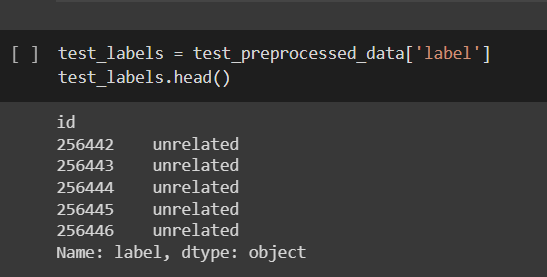 [ ] test_labels = test_preprocessed_data['label']
test_labels.head()
id
256442    unrelated
256443    unrelated
256444    unrelated
256445    unrelated
256446    unrelated
Name: label, dtype: object